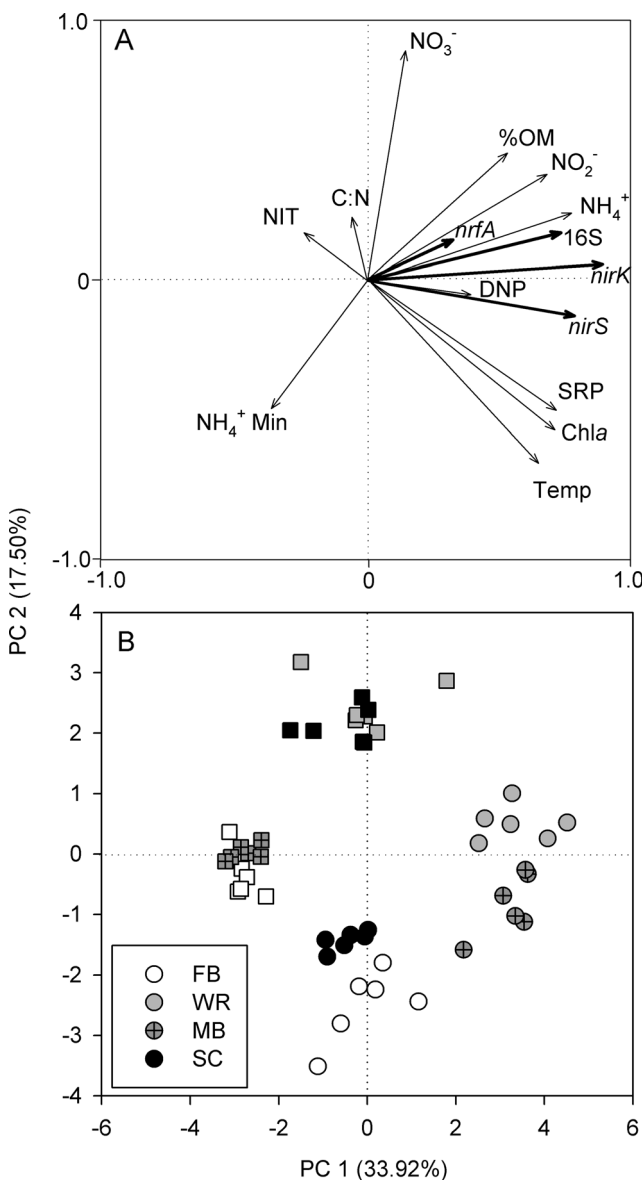 A
1.0
NO₃⁻
%OM
NO₂⁻
C:N
NH₄⁺
NIT
nrfA
16S
0
nirK
DNP
nirS
SRP
NH₄⁺ Min
Chla
Temp
-1.0
-1.0 0 1.0
PC 2 (17.50%)
B
4
3
2
1
0
-1
-2
-3
-4
FB
WR
MB
SC
-6 -4 -2 0 2 4 6
PC 1 (33.92%)